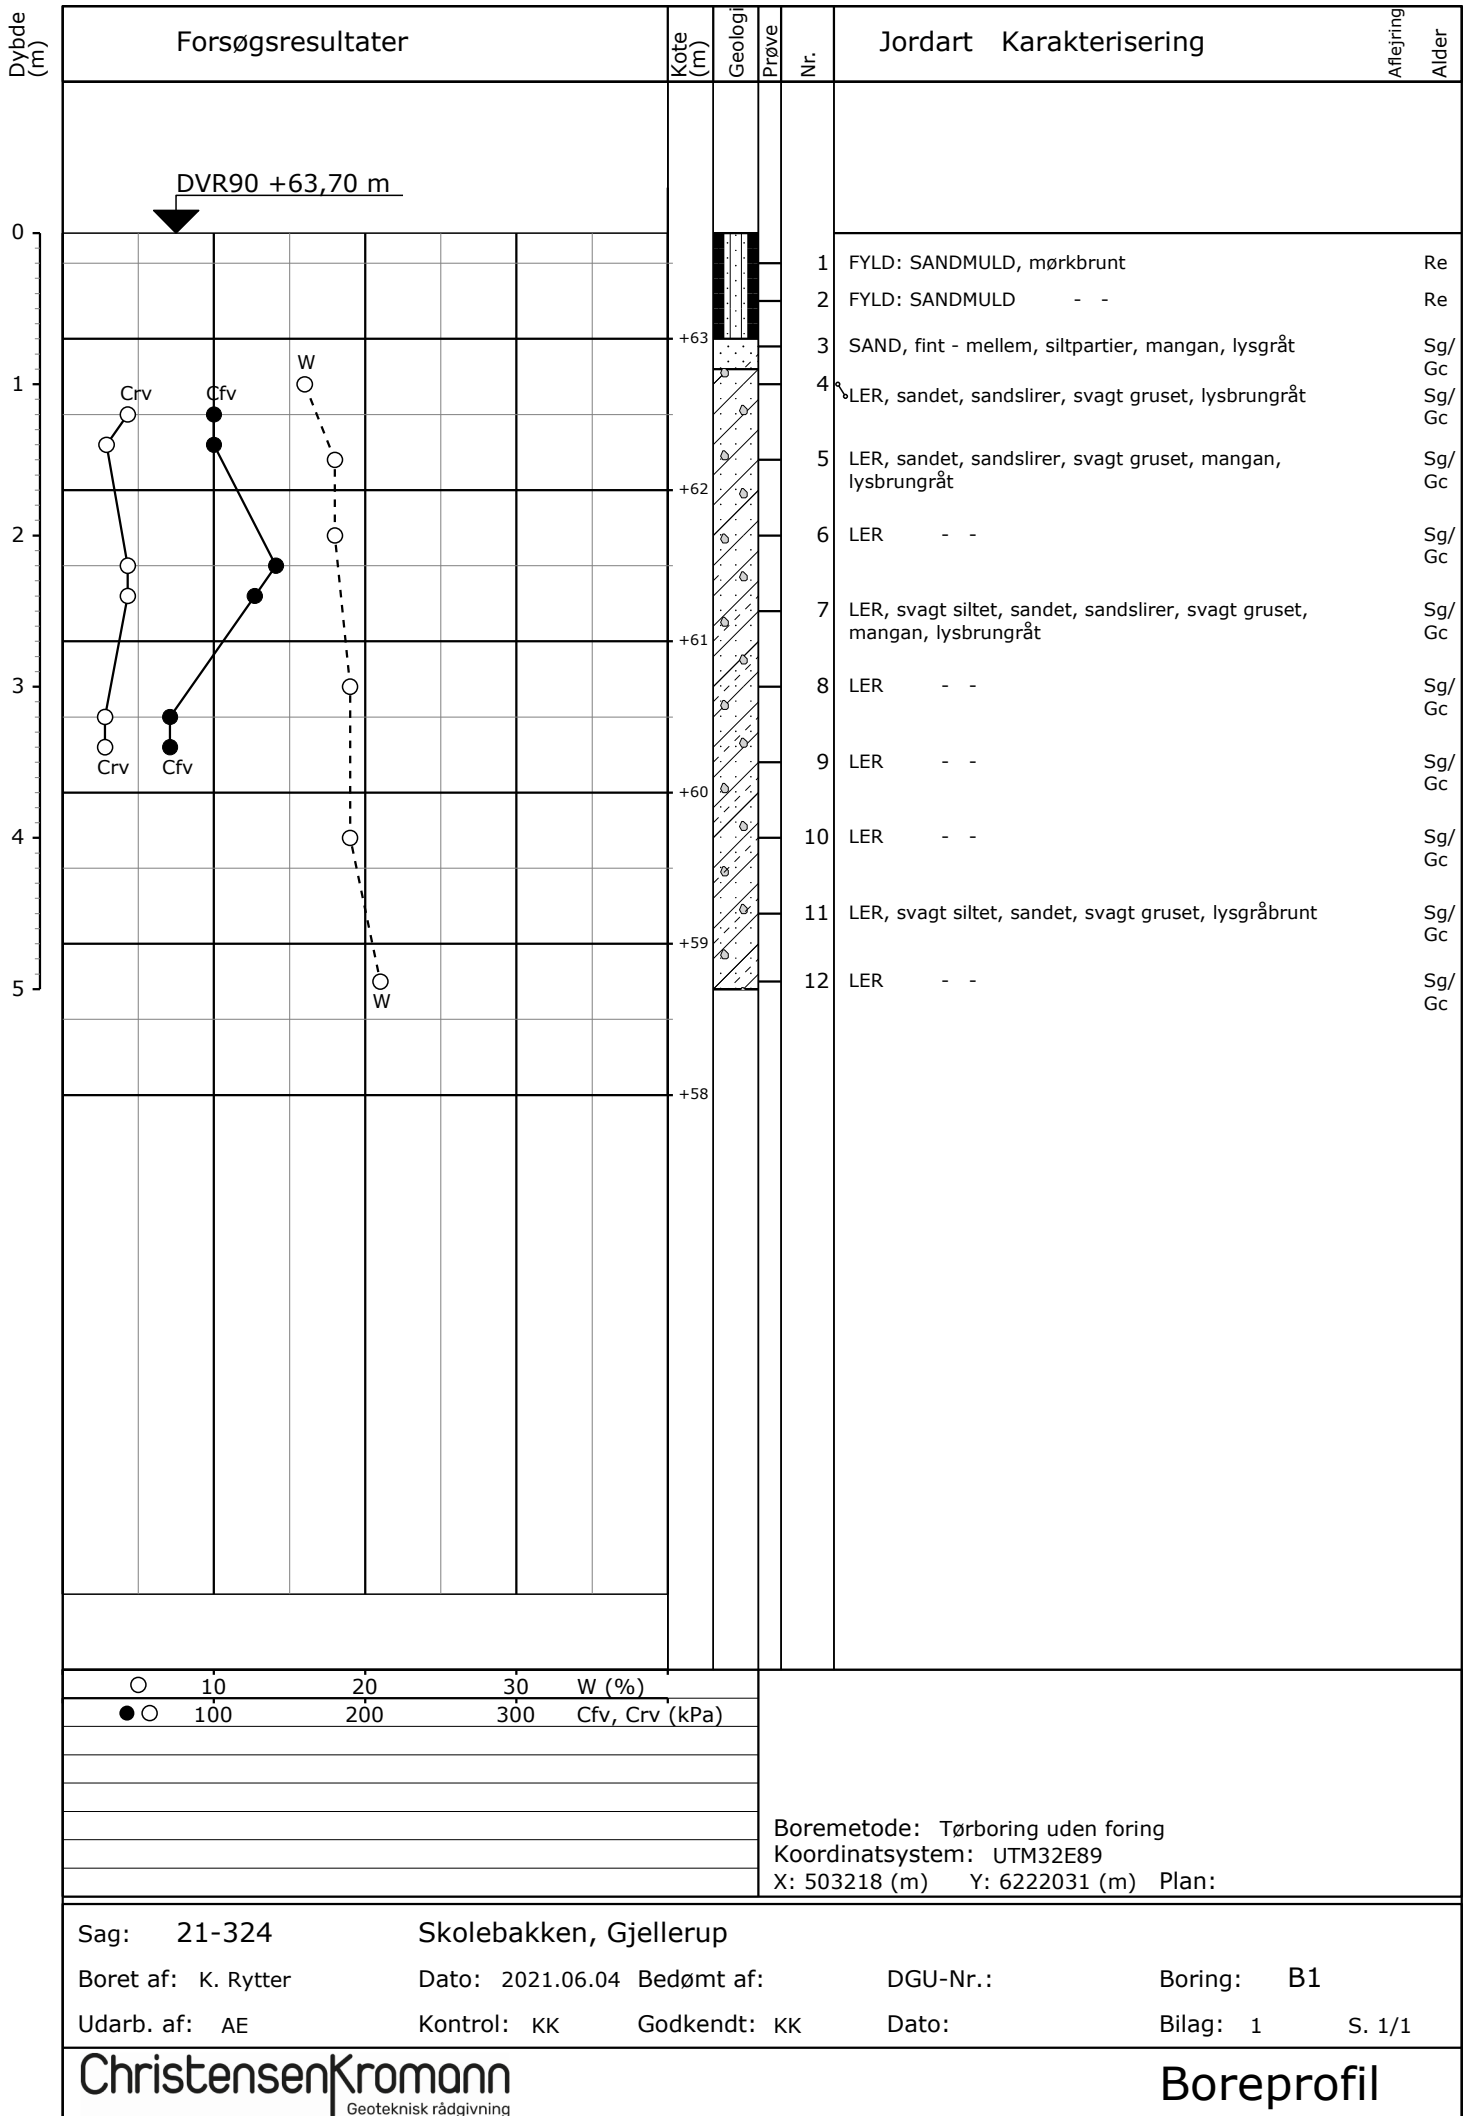 Dybde (m)
Forsøgsresultater
Kote (m)
Geologi
Prøve
Nr.
Jordart Karakterisering
Aflejring
Alder
DVR90 +63,70 m
0
1 FYLD: SANDMULD, mørkbrunt Re
2 FYLD: SANDMULD - - Re
+63
3 SAND, fint - mellem, siltpartier, mangan, lysgråt Sg/
Gc
W
1
Crv Cfv
4 LER, sandet, sandslirer, svagt gruset, lysbrungråt Sg/
Gc
5 LER, sandet, sandslirer, svagt gruset, mangan, Sg/
lysbrungråt Gc
+62
2
6 LER - - Sg/
Gc
7 LER, svagt siltet, sandet, sandslirer, svagt gruset, Sg/
mangan, lysbrungråt Gc
+61
3
8 LER - - Sg/
Gc
Crv Cfv
9 LER - - Sg/
Gc
+60
4
10 LER - - Sg/
Gc
11 LER, svagt siltet, sandet, svagt gruset, lysgråbrunt Sg/
Gc
+59
5
12 LER - - Sg/
Gc
W
+58
10 20 30 W (%)
100 200 300 Cfv, Crv (kPa)
Boremetode: Tørboring uden foring
Koordinatsystem: UTM32E89
X: 503218 (m) Y: 6222031 (m) Plan:
Sag: 21-324 Skolebakken, Gjellerup
Boret af: K. Rytter Dato: 2021.06.04 Bedømt af: DGU-Nr.: Boring: B1
Udarb. af: AE Kontrol: KK Godkendt: KK Dato: Bilag: 1 S. 1/1
ChristensenKromann
Geoteknisk rådgivning
Boreprofil